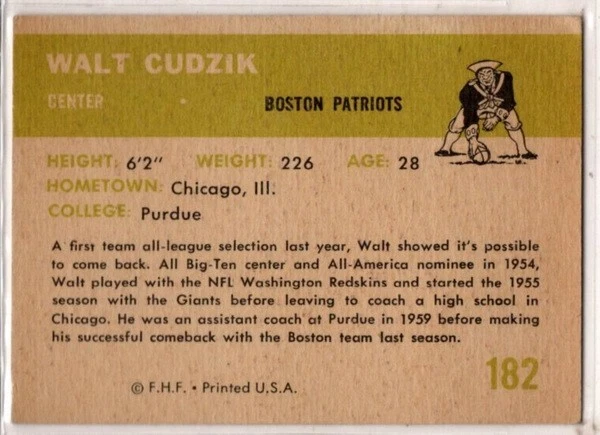 WALT CUDZIK
CENTER • BOSTON PATRIOTS
HEIGHT: 6'2" WEIGHT: 226 AGE: 28
HOMETOWN: Chicago, Ill.
COLLEGE: Purdue
A first team all-league selection last year, Walt showed it's possible
to come back. All Big-Ten center and All-America nominee in 1954,
Walt played with the NFL Washington Redskins and started the 1955
season with the Giants before leaving to coach a high school in
Chicago. He was an assistant coach at Purdue in 1959 before making
his successful comeback with the Boston team last season.
182
© F.H.F. • Printed U.S.A.